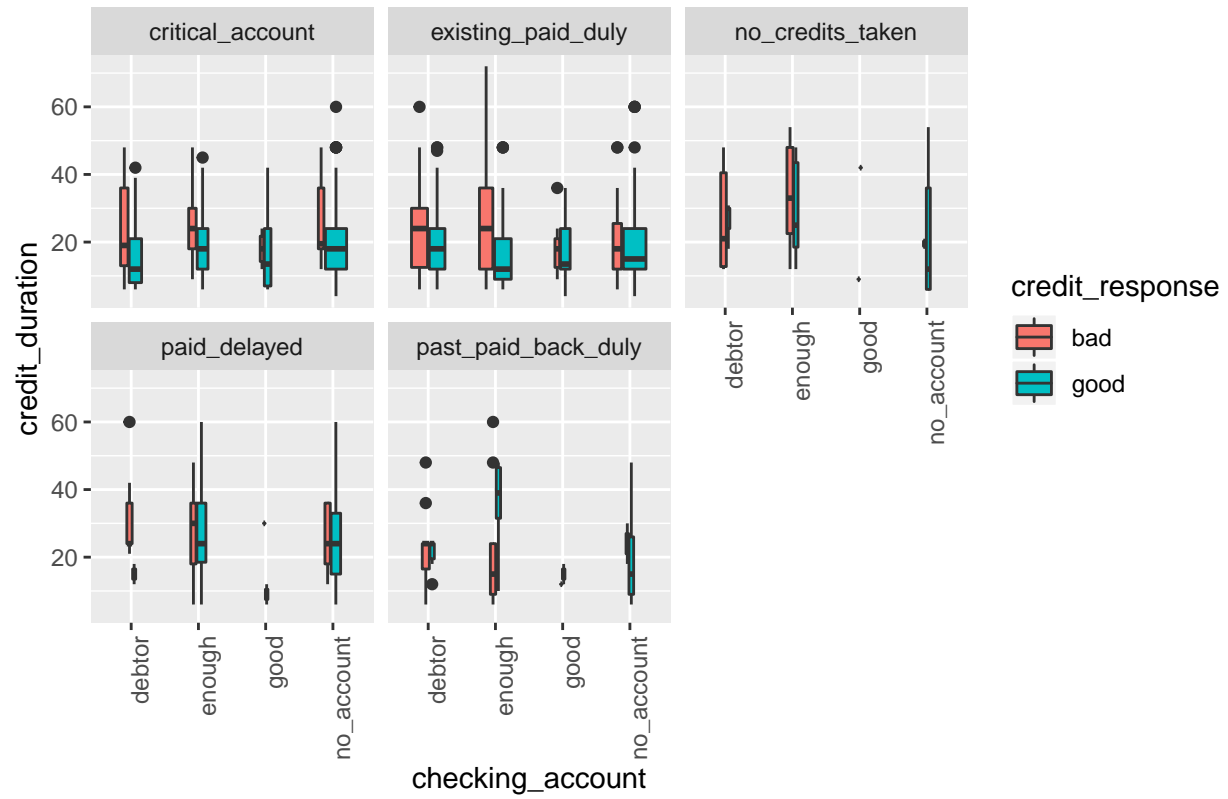 critical_account
existing_paid_duly
no_credits_taken
60
40
20
paid_delayed
past_paid_back_duly
debtor
enough
good
no_account
60
40
20
debtor
enough
good
no_account
debtor
enough
good
no_account
credit_duration
checking_account
credit_response
bad
good